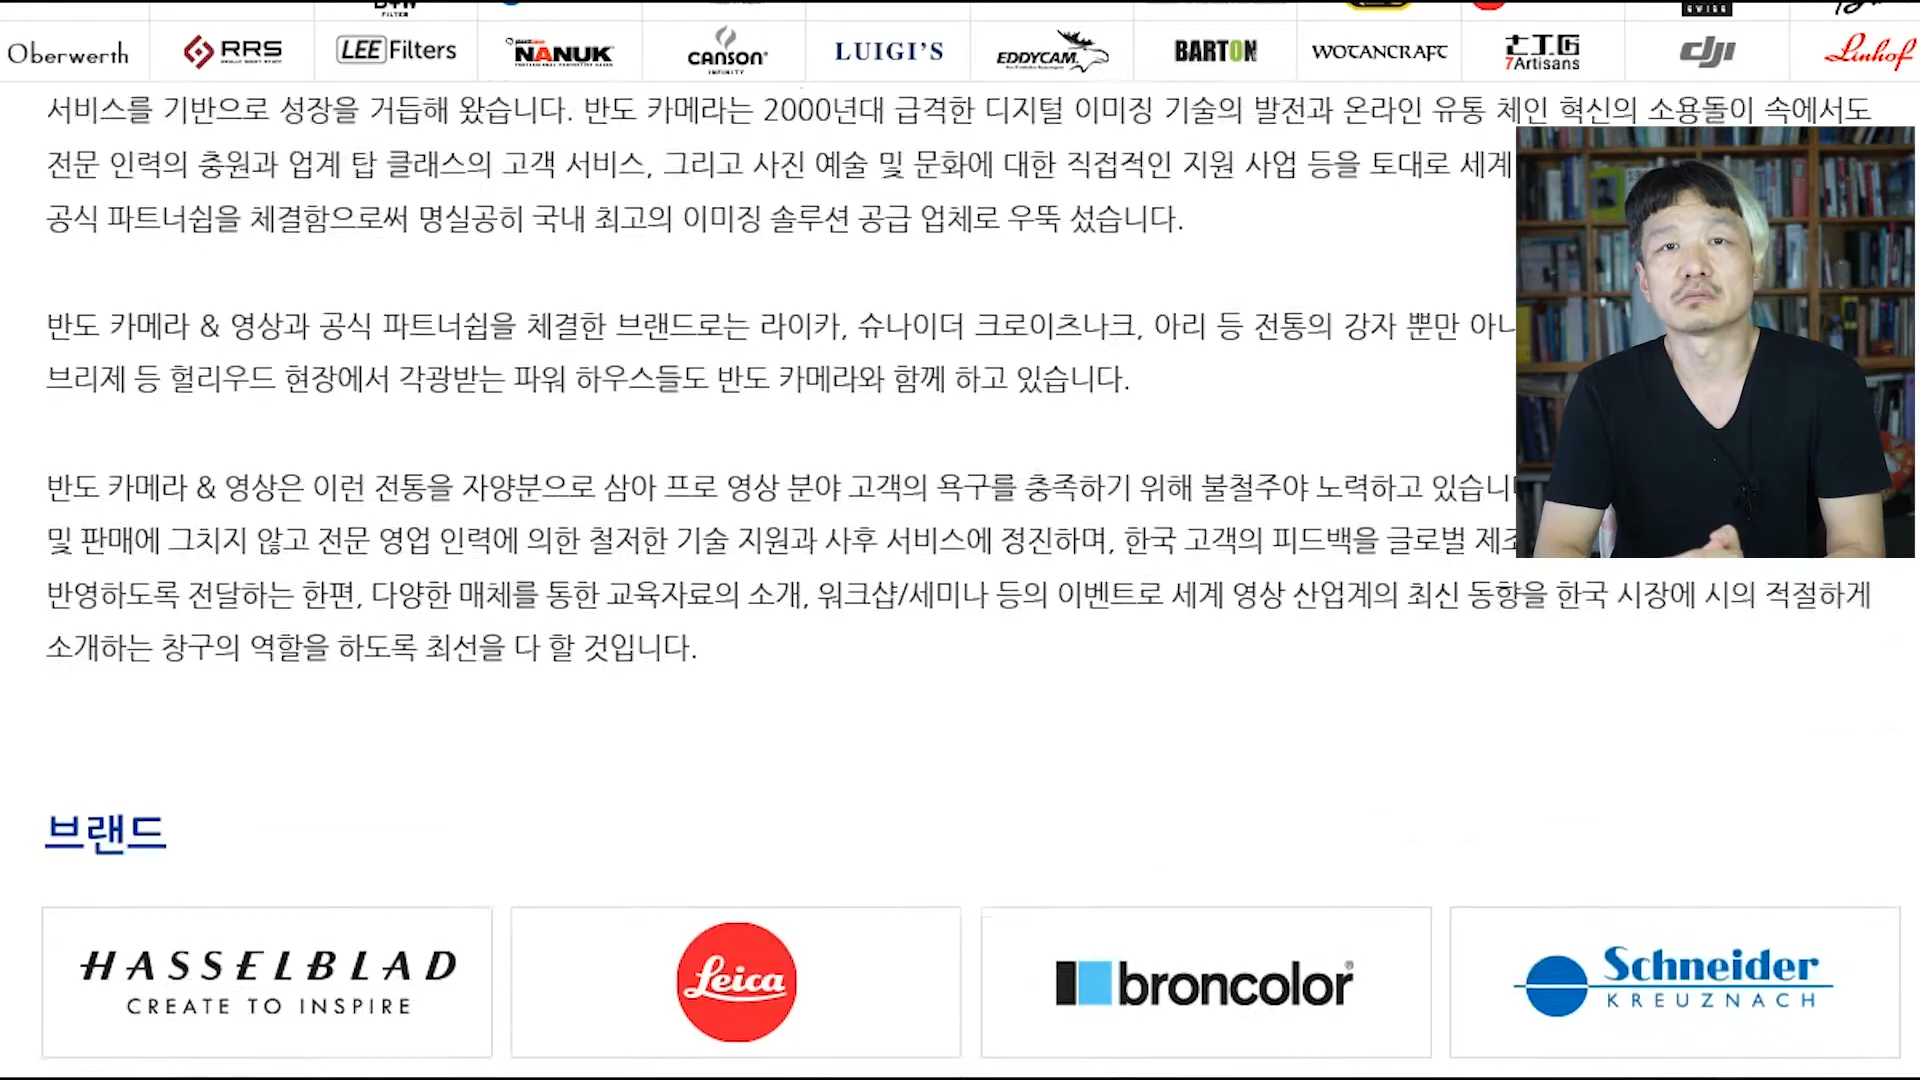 FILTER
SWISS
Oberwerth
RRS
REALLY RIGHT STUFF
LEE Filters
NANUK
CANSON®
INFINITY
LUIGI'S
EDDYCAM
BARTON
WOTANCRAFT
七工匠
7Artisans
dji
Linhof
서비스를 기반으로 성장을 거듭해 왔습니다. 반도 카메라는 2000년대 급격한 디지털 이미징 기술의 발전과 온라인 유통 체인 혁신의 소용돌이 속에서도
전문 인력의 충원과 업계 탑 클래스의 고객 서비스, 그리고 사진 예술 및 문화에 대한 직접적인 지원 사업 등을 토대로 세계
공식 파트너쉽을 체결함으로써 명실공히 국내 최고의 이미징 솔루션 공급 업체로 우뚝 섰습니다.
반도 카메라 & 영상과 공식 파트너쉽을 체결한 브랜드로는 라이카, 슈나이더 크로이츠나크, 아리 등 전통의 강자 뿐만
브리제 등 헐리우드 현장에서 각광받는 파워 하우스들도 반도 카메라와 함께 하고 있습니다.
반도 카메라 & 영상은 이런 전통을 자양분으로 삼아 프로 영상 분야 고객의 욕구를 충족하기 위해 불철주야 노력하고
및 판매에 그치지 않고 전문 영업 인력에 의한 철저한 기술 지원과 사후 서비스에 정진하며, 한국 고객의 피드백을 글로벌
반영하도록 전달하는 한편, 다양한 매체를 통한 교육자료의 소개, 워크샵/세미나 등의 이벤트로 세계 영상 산업계의 최신 동향을 한국 시장에 시의 적절하게
소개하는 창구의 역할을 하도록 최선을 다 할 것입니다.
브랜드
HASSELBLAD
CREATE TO INSPIRE
Leica
broncolor®
Schneider
KREUZNACH